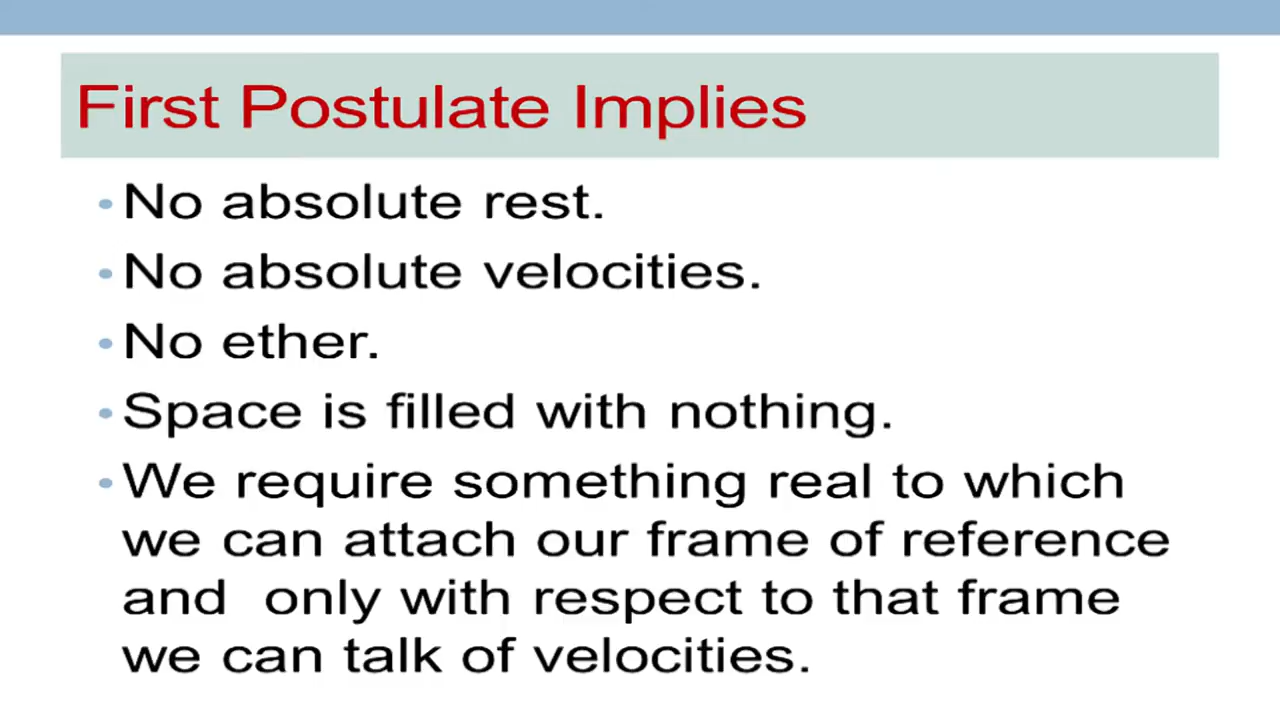 First Postulate Implies
• No absolute rest.
• No absolute velocities.
• No ether.
• Space is filled with nothing.
• We require something real to which
we can attach our frame of reference
and only with respect to that frame
we can talk of velocities.